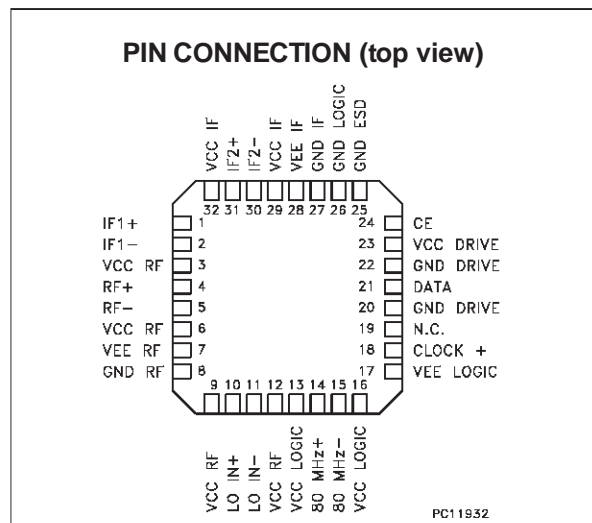 PIN CONNECTION (top view)
VCC IF
IF2+
IF2-
VCC IF
VEE IF
GND IF
GND LOGIC
GND ESD
32 31 30 29 28 27 26 25
IF1+ 1 24 CE
IF1- 2 23 VCC DRIVE
VCC RF 3 22 GND DRIVE
RF+ 4 21 DATA
RF- 5 20 GND DRIVE
VCC RF 6 19 N.C.
VEE RF 7 18 CLOCK +
GND RF 8 17 VEE LOGIC
9 10 11 12 13 14 15 16
VCC RF
LO IN+
LO IN-
VCC RF
VCC LOGIC
80 MHz+
80 MHz-
VCC LOGIC
PC11932